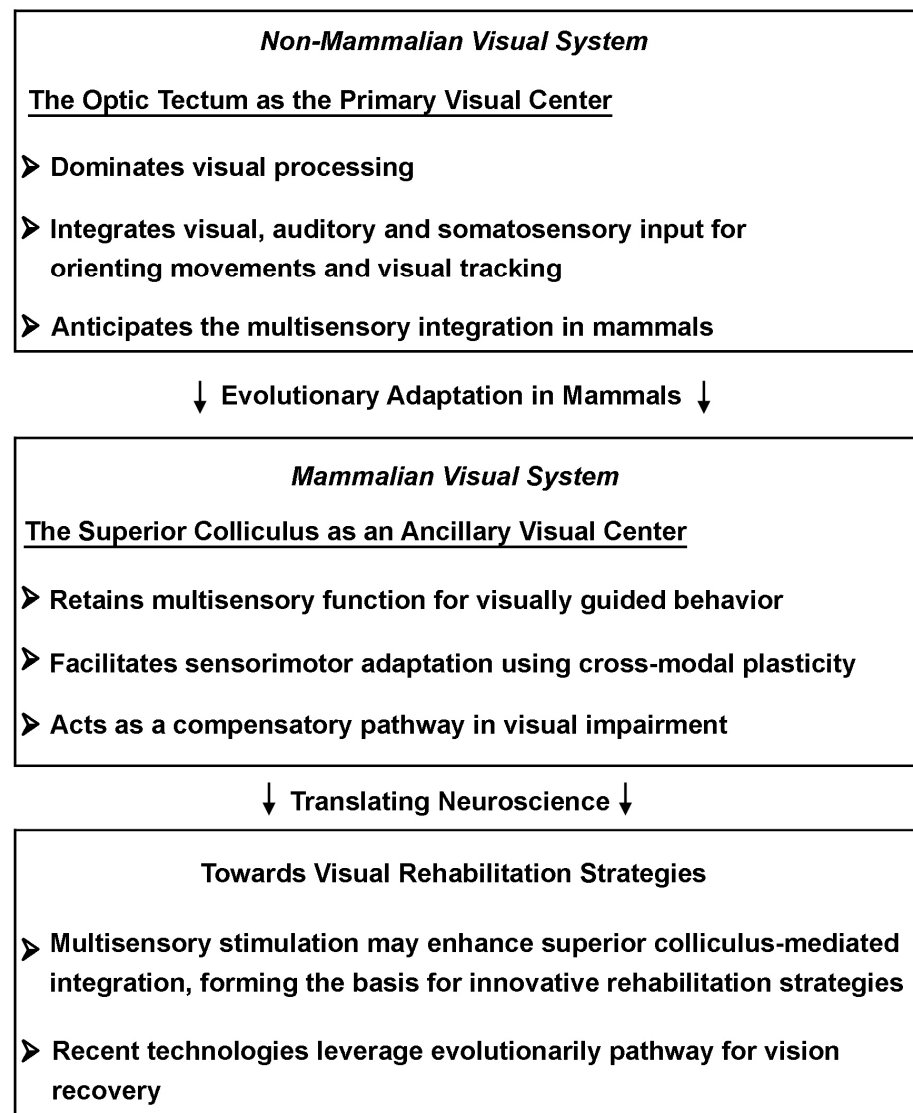 Non-Mammalian Visual System
The Optic Tectum as the Primary Visual Center
➢ Dominates visual processing
➢ Integrates visual, auditory and somatosensory input for
orienting movements and visual tracking
➢ Anticipates the multisensory integration in mammals
↓ Evolutionary Adaptation in Mammals ↓
Mammalian Visual System
The Superior Colliculus as an Ancillary Visual Center
➢ Retains multisensory function for visually guided behavior
➢ Facilitates sensorimotor adaptation using cross-modal plasticity
➢ Acts as a compensatory pathway in visual impairment
↓ Translating Neuroscience ↓
Towards Visual Rehabilitation Strategies
➢ Multisensory stimulation may enhance superior colliculus-mediated
integration, forming the basis for innovative rehabilitation strategies
➢ Recent technologies leverage evolutionarily pathway for vision
recovery